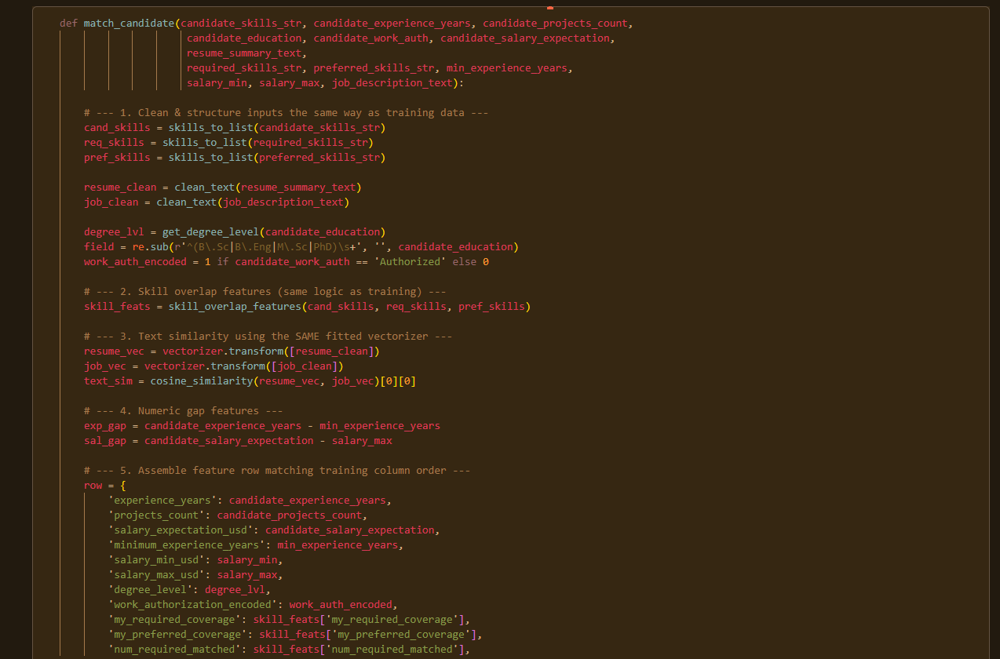 def match_candidate(candidate_skills_str, candidate_experience_years, candidate_projects_count,
candidate_education, candidate_work_auth, candidate_salary_expectation,
resume_summary_text,
required_skills_str, preferred_skills_str, min_experience_years,
salary_min, salary_max, job_description_text):
# --- 1. Clean & structure inputs the same way as training data ---
cand_skills = skills_to_list(candidate_skills_str)
req_skills = skills_to_list(required_skills_str)
pref_skills = skills_to_list(preferred_skills_str)
resume_clean = clean_text(resume_summary_text)
job_clean = clean_text(job_description_text)
degree_lvl = get_degree_level(candidate_education)
field = re.sub(r'^(B\.Sc|B\.Eng|M\.Sc|PhD)\s+', '', candidate_education)
work_auth_encoded = 1 if candidate_work_auth == 'Authorized' else 0
# --- 2. Skill overlap features (same logic as training) ---
skill_feats = skill_overlap_features(cand_skills, req_skills, pref_skills)
# --- 3. Text similarity using the SAME fitted vectorizer ---
resume_vec = vectorizer.transform([resume_clean])
job_vec = vectorizer.transform([job_clean])
text_sim = cosine_similarity(resume_vec, job_vec)[0][0]
# --- 4. Numeric gap features ---
exp_gap = candidate_experience_years - min_experience_years
sal_gap = candidate_salary_expectation - salary_max
# --- 5. Assemble feature row matching training column order ---
row = {
'experience_years': candidate_experience_years,
'projects_count': candidate_projects_count,
'salary_expectation_usd': candidate_salary_expectation,
'minimum_experience_years': min_experience_years,
'salary_min_usd': salary_min,
'salary_max_usd': salary_max,
'degree_level': degree_lvl,
'work_authorization_encoded': work_auth_encoded,
'my_required_coverage': skill_feats['my_required_coverage'],
'my_preferred_coverage': skill_feats['my_preferred_coverage'],
'num_required_matched': skill_feats['num_required_matched'],